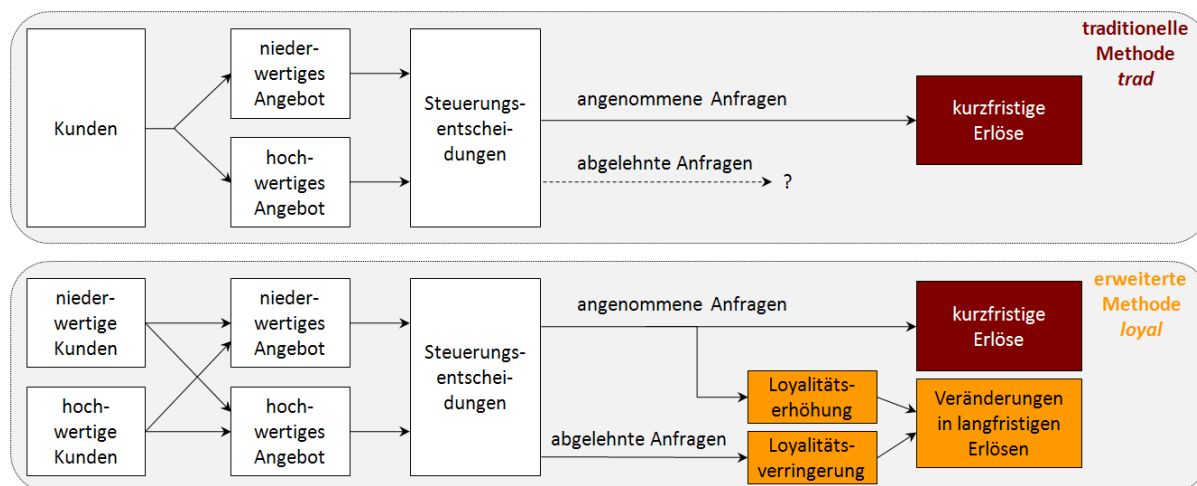 traditionelle
Methode
trad
Kunden
nieder-
wertiges
Angebot
hoch-
wertiges
Angebot
Steuerungs-
entschei-
dungen
angenommene Anfragen
abgelehnte Anfragen
?
kurzfristige
Erlöse
erweiterte
Methode
loyal
nieder-
wertige
Kunden
hoch-
wertige
Kunden
nieder-
wertiges
Angebot
hoch-
wertiges
Angebot
Steuerungs-
entschei-
dungen
angenommene Anfragen
abgelehnte Anfragen
Loyalitäts-
erhöhung
Loyalitäts-
verringerung
kurzfristige
Erlöse
Veränderungen
in langfristigen
Erlösen